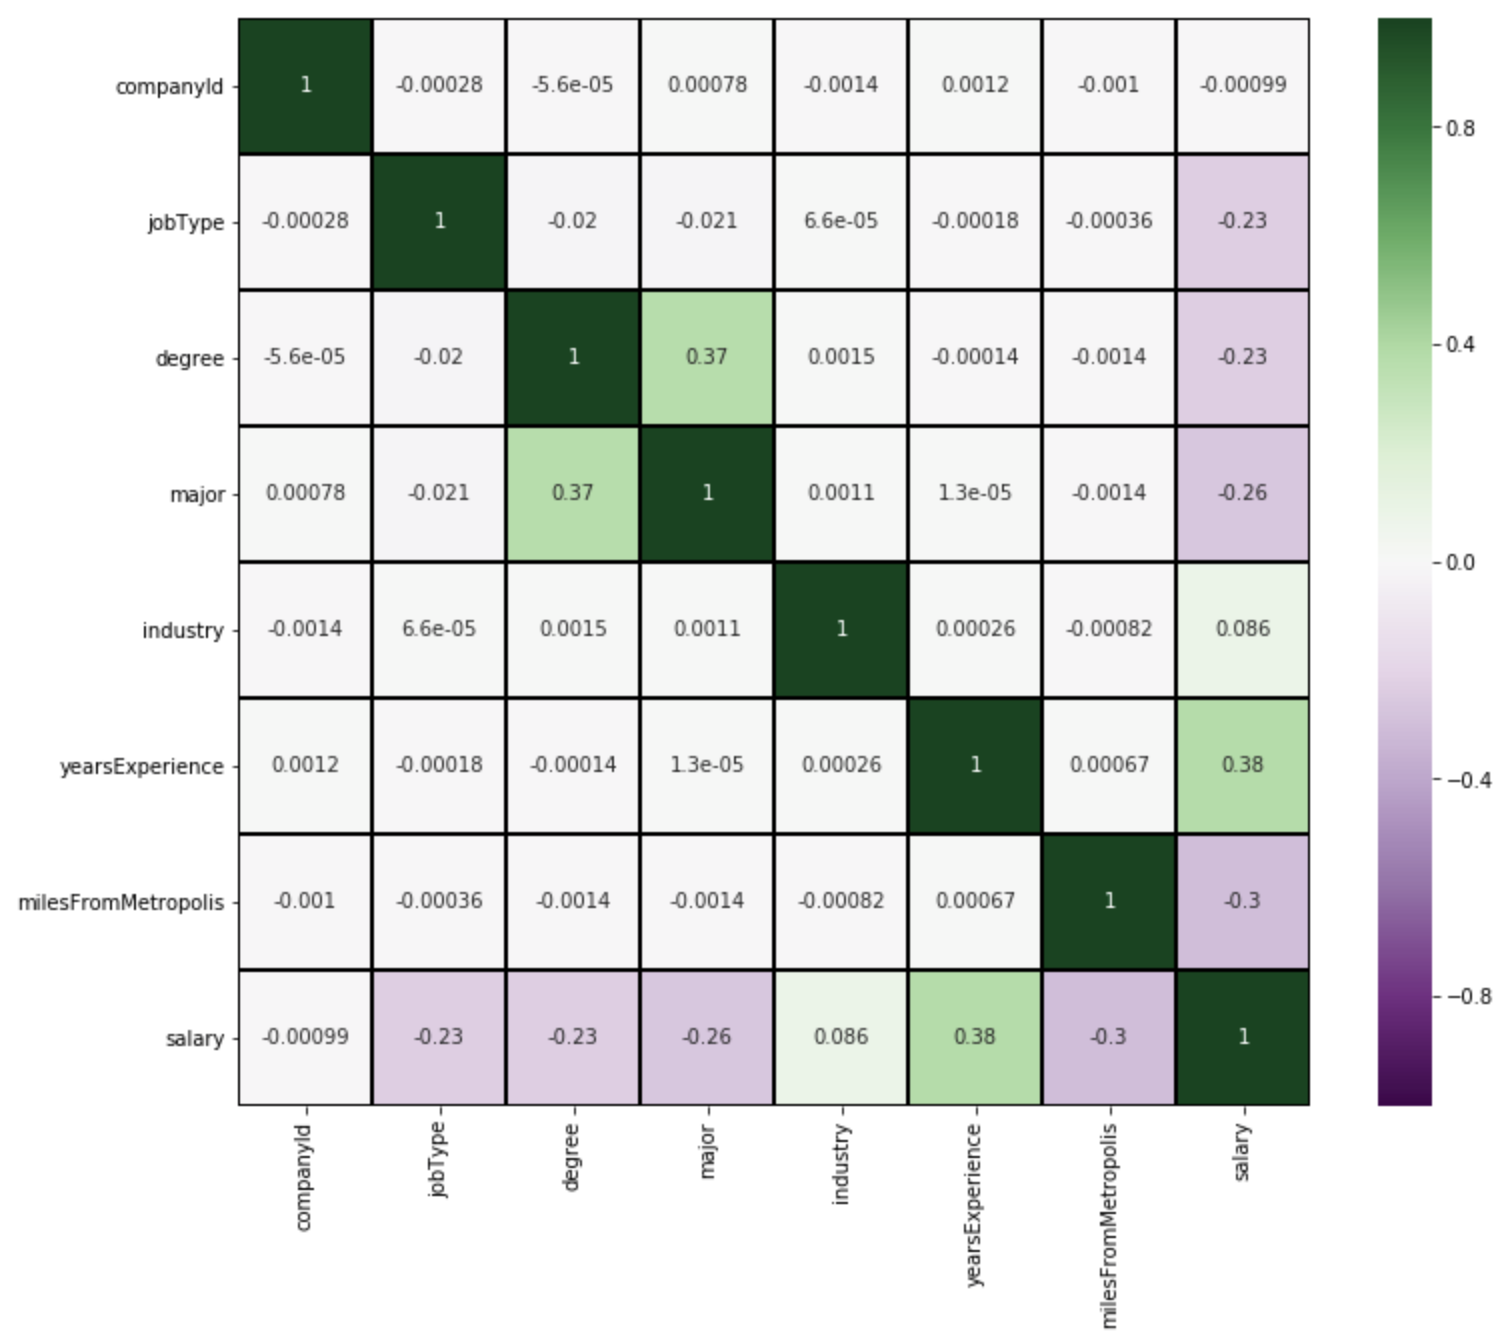 companyId 1 -0.00028 -5.6e-05 0.00078 -0.0014 0.0012 -0.001 -0.00099
0.8
jobType -0.00028 1 -0.02 -0.021 6.6e-05 -0.00018 -0.00036 -0.23
degree -5.6e-05 -0.02 1 0.37 0.0015 -0.00014 -0.0014 -0.23
0.4
major 0.00078 -0.021 0.37 1 0.0011 1.3e-05 -0.0014 -0.26
0.0
industry -0.0014 6.6e-05 0.0015 0.0011 1 0.00026 -0.00082 0.086
yearsExperience 0.0012 -0.00018 -0.00014 1.3e-05 0.00026 1 0.00067 0.38
−0.4
milesFromMetropolis -0.001 -0.00036 -0.0014 -0.0014 -0.00082 0.00067 1 -0.3
−0.8
salary -0.00099 -0.23 -0.23 -0.26 0.086 0.38 -0.3 1
companyId
jobType
degree
major
industry
yearsExperience
milesFromMetropolis
salary